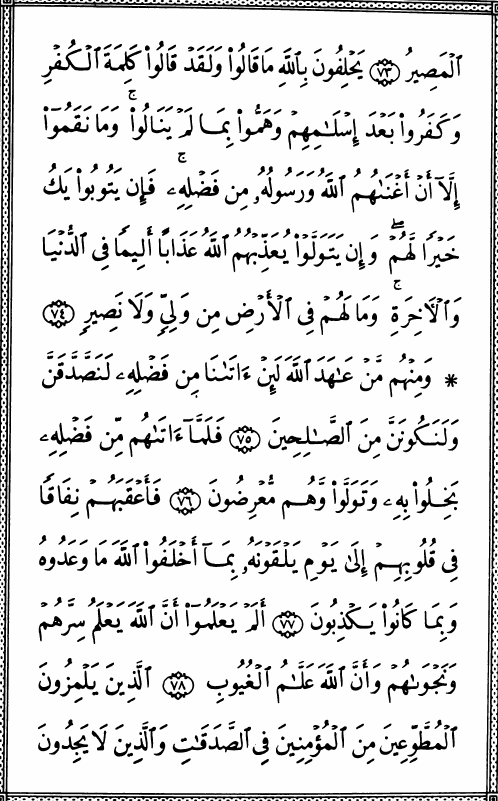 ٱلۡمَصِيرُ ٧٣ يَحۡلِفُونَ بِٱللَّهِ مَا قَالُواْ وَلَقَدۡ قَالُواْ كَلِمَةَ ٱلۡكُفۡرِ
وَكَفَرُواْ بَعۡدَ إِسۡلَٰمِهِمۡ وَهَمُّواْ بِمَا لَمۡ يَنَالُواْۚ وَمَا نَقَمُوٓاْ
إِلَّآ أَنۡ أَغۡنَىٰهُمُ ٱللَّهُ وَرَسُولُهُۥ مِن فَضۡلِهِۦۚ فَإِن يَتُوبُواْ يَكُ
خَيۡرٗا لَّهُمۡۖ وَإِن يَتَوَلَّوۡاْ يُعَذِّبۡهُمُ ٱللَّهُ عَذَابًا أَلِيمٗا فِي ٱلدُّنۡيَا
وَٱلۡأٓخِرَةِۚ وَمَا لَهُمۡ فِي ٱلۡأَرۡضِ مِن وَلِيّٖ وَلَا نَصِيرٖ ٧٤
* وَمِنۡهُم مَّنۡ عَٰهَدَ ٱللَّهَ لَئِنۡ ءَاتَىٰنَا مِن فَضۡلِهِۦ لَنَصَّدَّقَنَّ
وَلَنَكُونَنَّ مِنَ ٱلصَّٰلِحِينَ ٧٥ فَلَمَّآ ءَاتَىٰهُم مِّن فَضۡلِهِۦ
بَخِلُواْ بِهِۦ وَتَوَلَّواْ وَّهُم مُّعۡرِضُونَ ٧٦ فَأَعۡقَبَهُمۡ نِفَاقٗا
فِي قُلُوبِهِمۡ إِلَىٰ يَوۡمِ يَلۡقَوۡنَهُۥ بِمَآ أَخۡلَفُواْ ٱللَّهَ مَا وَعَدُوهُ
وَبِمَا كَانُواْ يَكۡذِبُونَ ٧٧ أَلَمۡ يَعۡلَمُوٓاْ أَنَّ ٱللَّهَ يَعۡلَمُ سِرَّهُمۡ
وَنَجۡوَىٰهُمۡ وَأَنَّ ٱللَّهَ عَلَّٰمُ ٱلۡغُيُوبِ ٧٨ ٱلَّذِينَ يَلۡمِزُونَ
ٱلۡمُطَّوِّعِينَ مِنَ ٱلۡمُؤۡمِنِينَ فِي ٱلصَّدَقَٰتِ وَٱلَّذِينَ لَا يَجِدُونَ